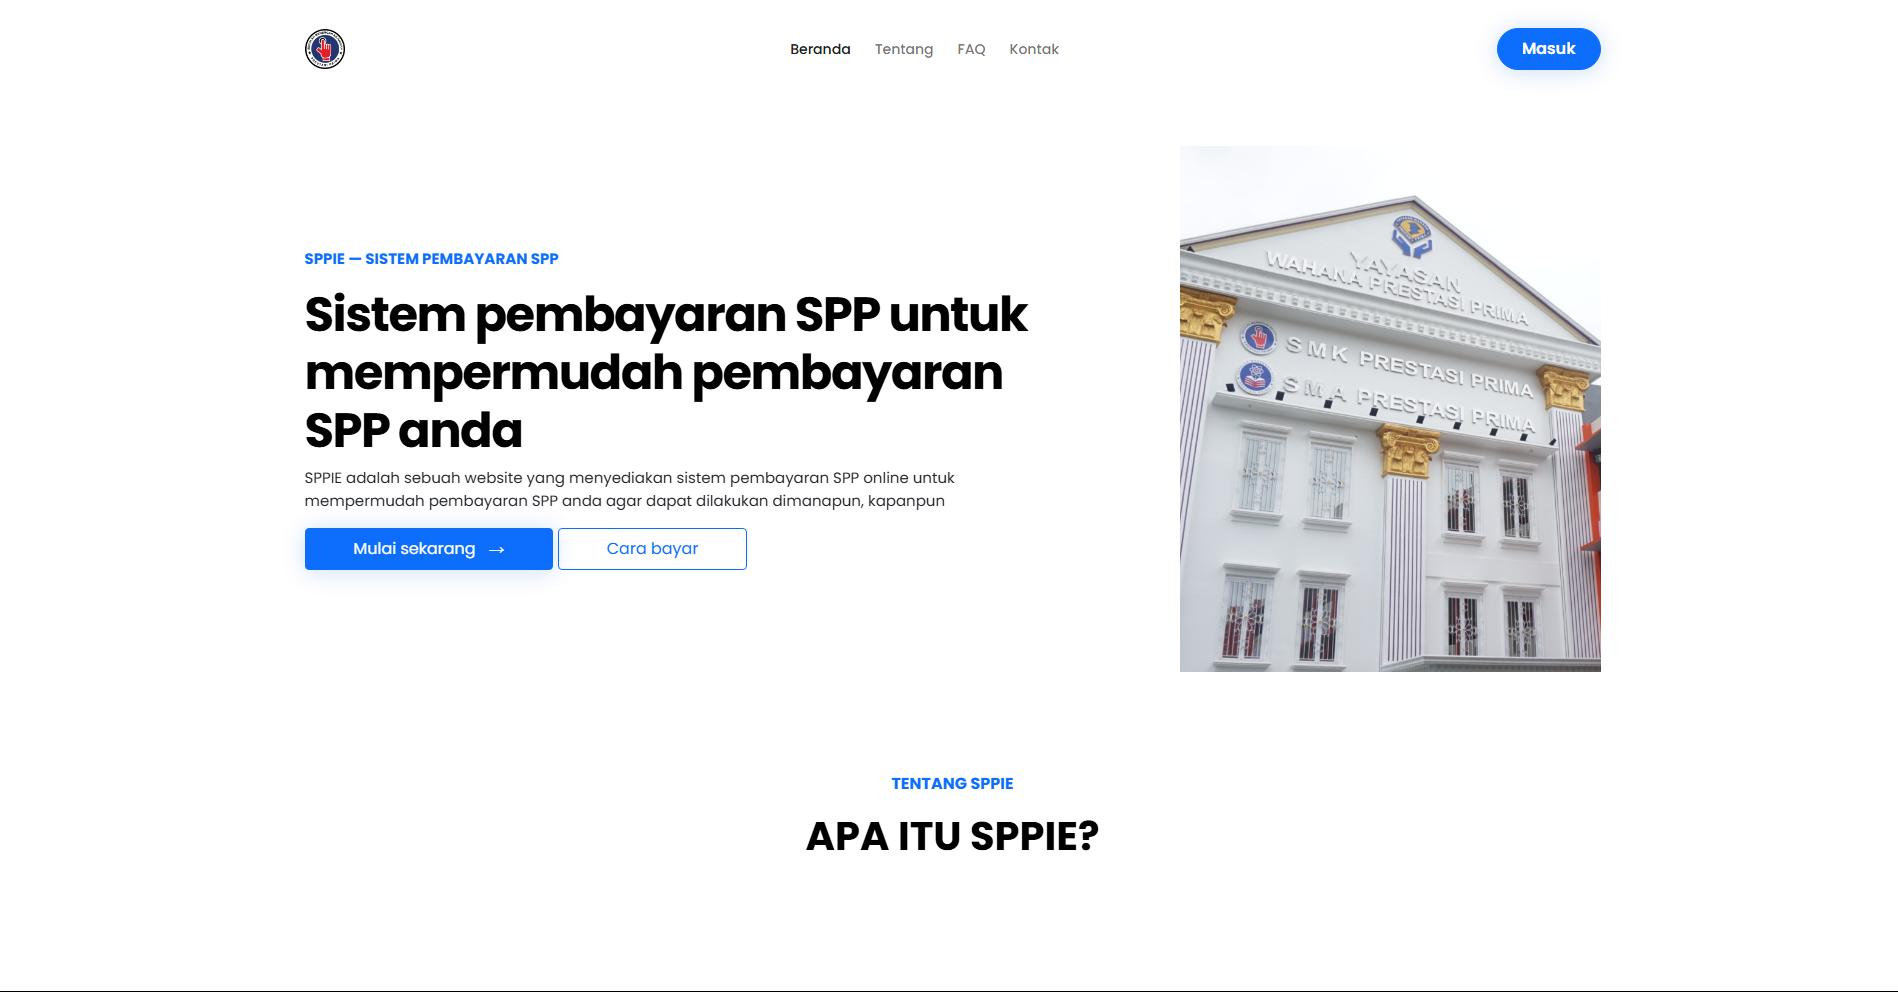 Beranda
Tentang
FAQ
Kontak
Masuk
SPPIE — SISTEM PEMBAYARAN SPP
Sistem pembayaran SPP untuk
mempermudah pembayaran
SPP anda
SPPIE adalah sebuah website yang menyediakan sistem pembayaran SPP online untuk
mempermudah pembayaran SPP anda agar dapat dilakukan dimanapun, kapanpun
Mulai sekarang →
Cara bayar
YAYASAN
WAHANA PRESTASI PRIMA
SMK PRESTASI PRIMA
SMA PRESTASI PRIMA
TENTANG SPPIE
APA ITU SPPIE?